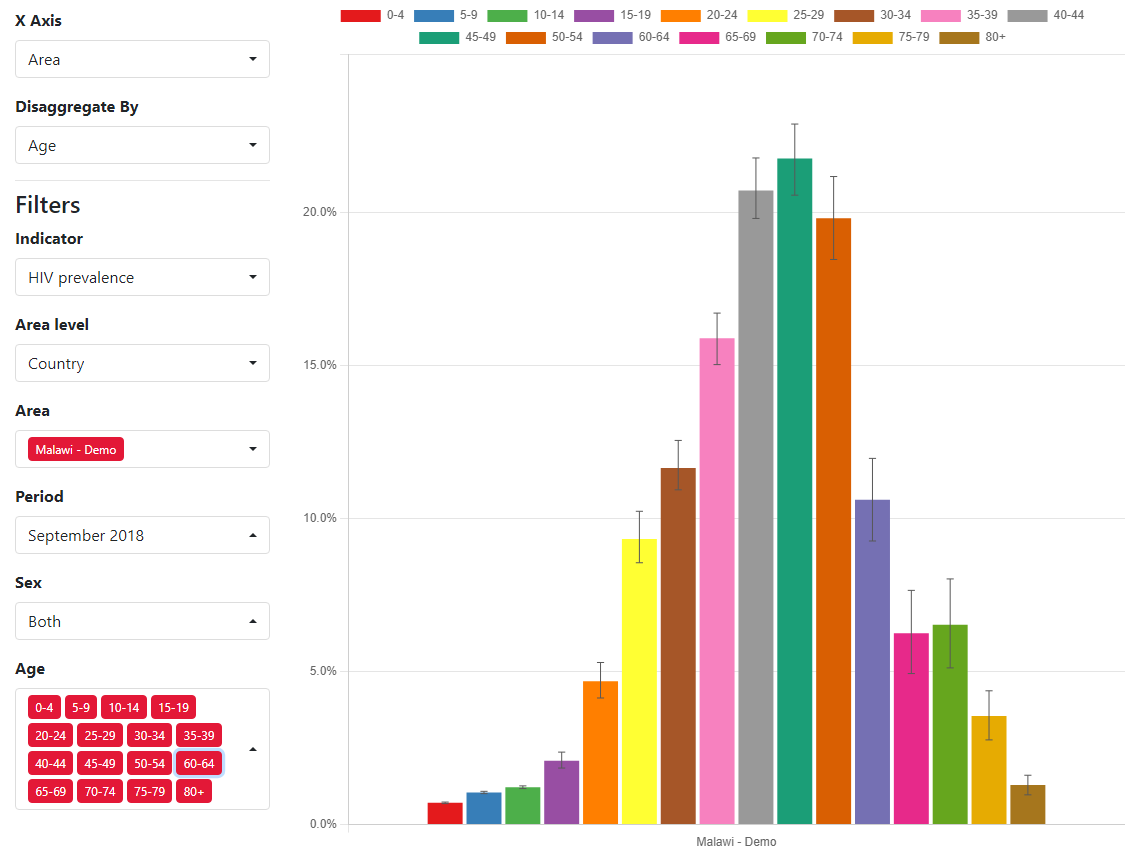 X Axis
Area
Disaggregate By
Age
Filters
Indicator
HIV prevalence
Area level
Country
Area
Malawi - Demo
Period
September 2018
Sex
Both
Age
0-4 5-9 10-14 15-19
20-24 25-29 30-34 35-39
40-44 45-49 50-54 60-64
65-69 70-74 75-79 80+
0-4 5-9 10-14 15-19 20-24 25-29 30-34 35-39 40-44
45-49 50-54 60-64 65-69 70-74 75-79 80+
20.0%
15.0%
10.0%
5.0%
0.0%
Malawi - Demo